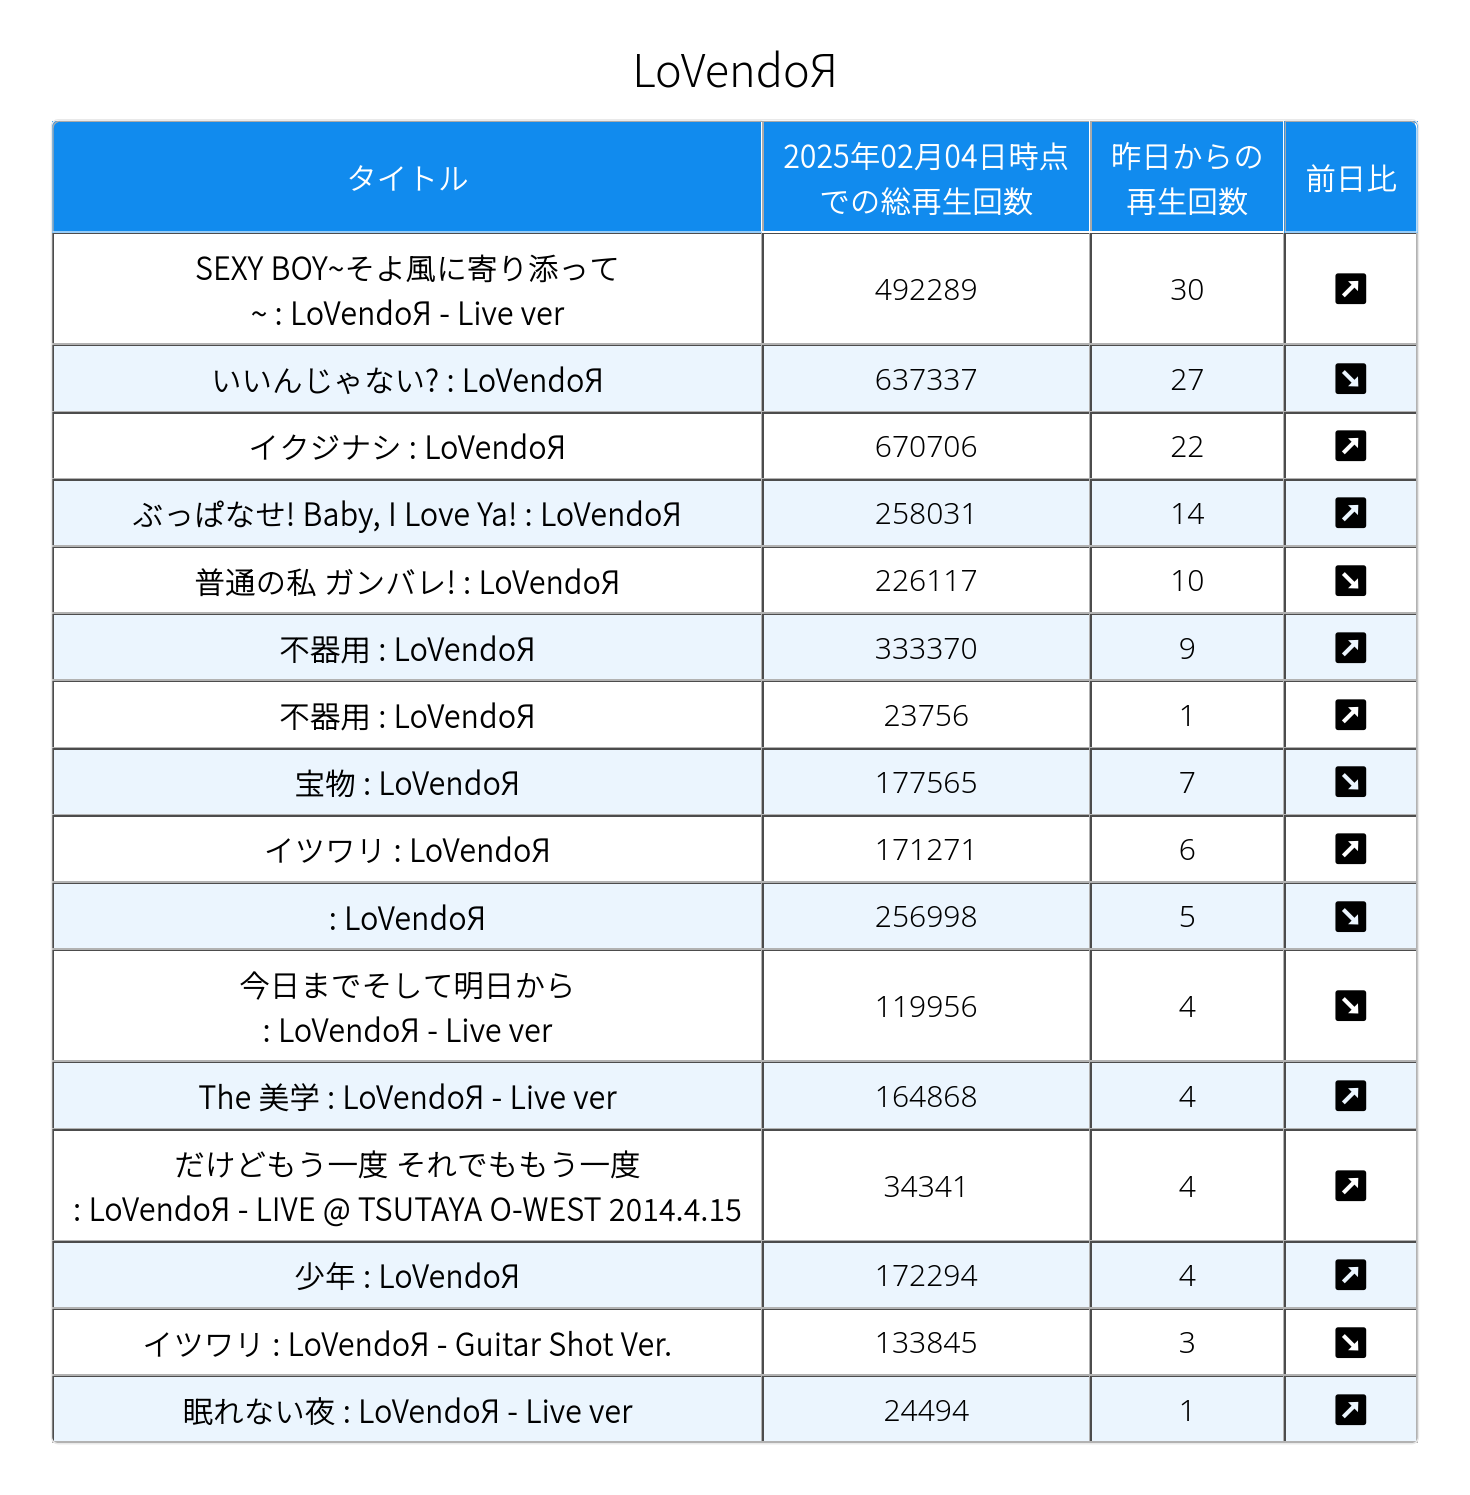 LoVendoЯ
タイトル
2025年02月04日時点
での総再生回数
昨日からの
再生回数
前日比
SEXY BOY~そよ風に寄り添って
~ : LoVendoЯ - Live ver
492289
30
いいんじゃない? : LoVendoЯ
637337
27
イクジナシ : LoVendoЯ
670706
22
ぶっぱなせ! Baby, I Love Ya! : LoVendoЯ
258031
14
普通の私 ガンバレ! : LoVendoЯ
226117
10
不器用 : LoVendoЯ
333370
9
不器用 : LoVendoЯ
23756
1
宝物 : LoVendoЯ
177565
7
イツワリ : LoVendoЯ
171271
6
: LoVendoЯ
256998
5
今日までそして明日から
: LoVendoЯ - Live ver
119956
4
The 美学 : LoVendoЯ - Live ver
164868
4
だけどもう一度 それでももう一度
: LoVendoЯ - LIVE @ TSUTAYA O-WEST 2014.4.15
34341
4
少年 : LoVendoЯ
172294
4
イツワリ : LoVendoЯ - Guitar Shot Ver.
133845
3
眠れない夜 : LoVendoЯ - Live ver
24494
1